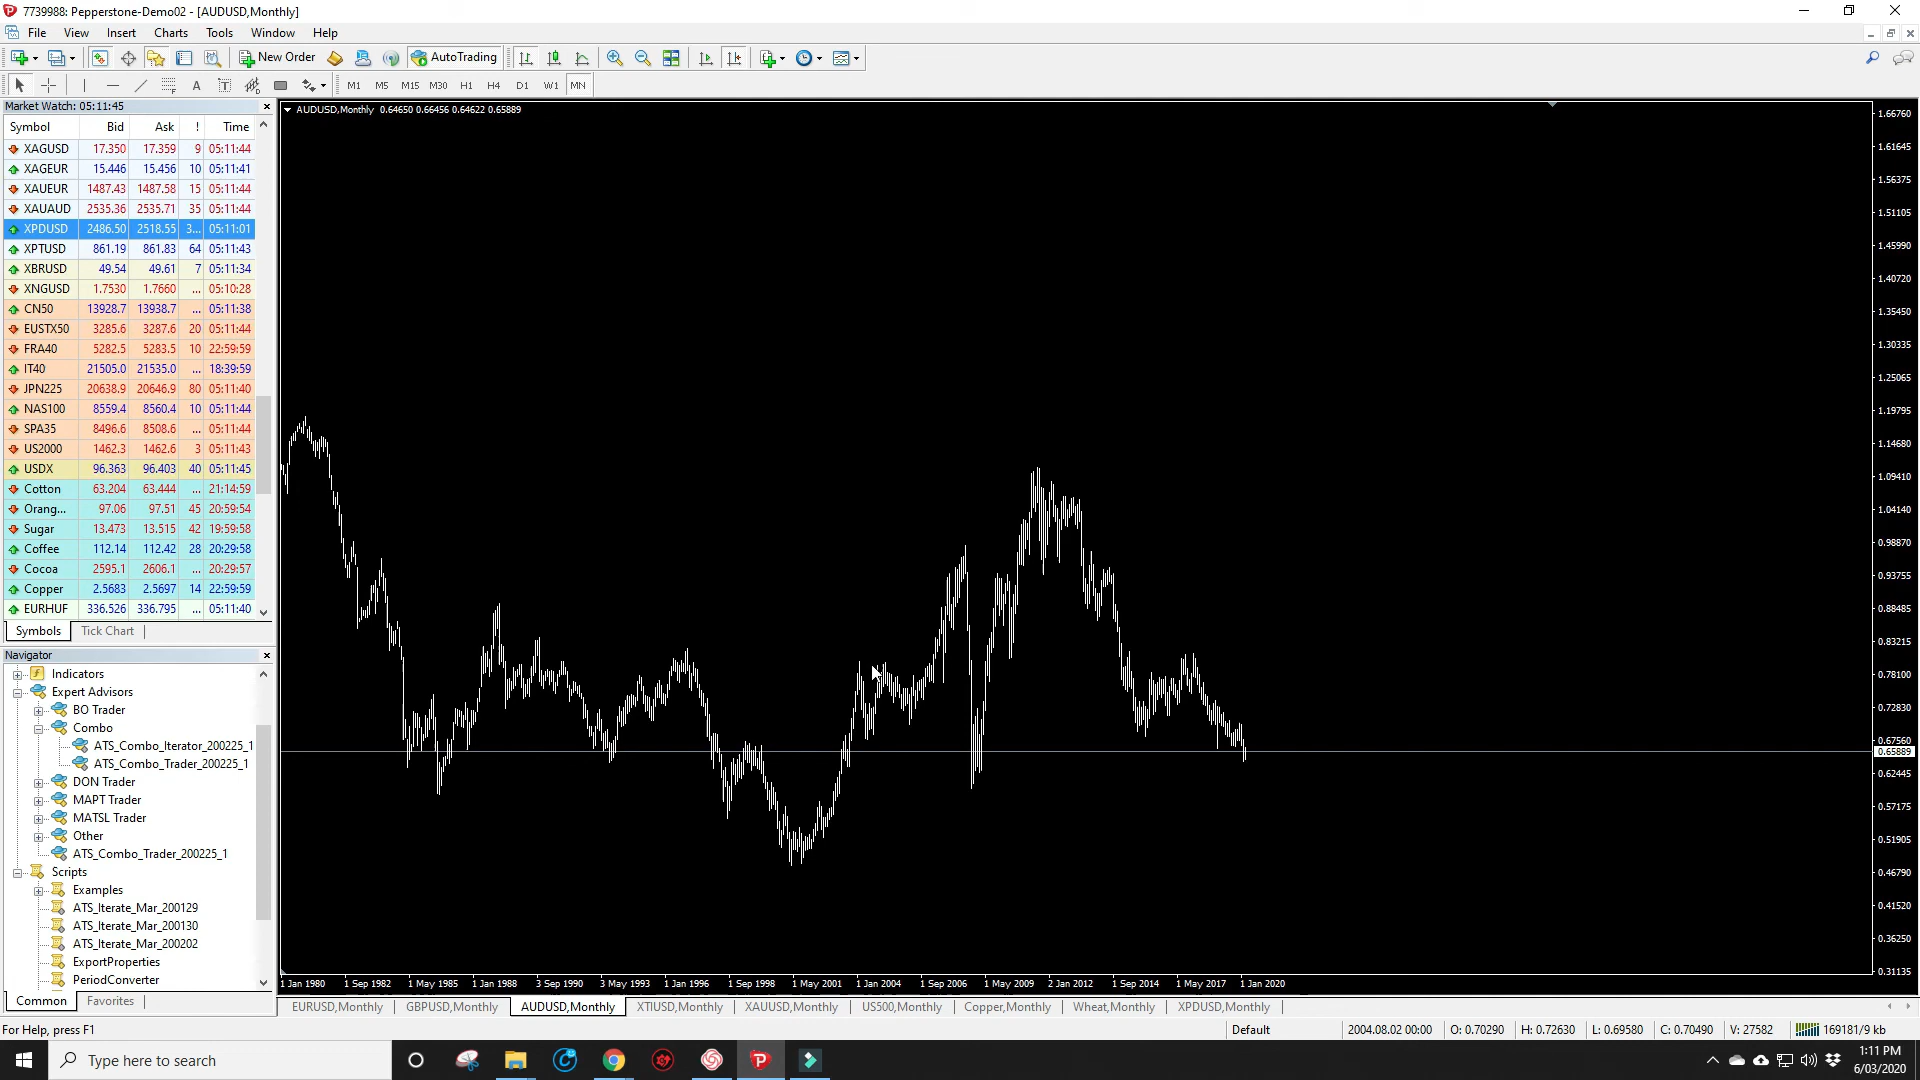 7739988: Pepperstone-Demo02 - [AUDUSD,Monthly]
File View Insert Charts Tools Window Help
New Order AutoTrading
A T M1 M5 M15 M30 H1 H4 D1 W1 MN
Market Watch: 05:11:45
Symbol Bid Ask ! Time
XAGUSD 17.350 17.359 9 05:11:44
XAGEUR 15.446 15.456 10 05:11:41
XAUEUR 1487.43 1487.58 15 05:11:44
XAUAUD 2535.36 2535.71 35 05:11:44
XPDUSD 2486.50 2518.55 3... 05:11:01
XPTUSD 861.19 861.83 64 05:11:43
XBRUSD 49.54 49.61 7 05:11:34
XNGUSD 1.7530 1.7660 ... 05:10:28
CN50 13928.7 13938.7 ... 05:11:38
EUSTX50 3285.6 3287.6 20 05:11:44
FRA40 5282.5 5283.5 10 22:59:59
IT40 21505.0 21535.0 ... 18:39:59
JPN225 20638.9 20646.9 80 05:11:40
NAS100 8559.4 8560.4 10 05:11:44
SPA35 8496.6 8508.6 ... 05:11:44
US2000 1462.3 1462.6 3 05:11:43
USDX 96.363 96.403 40 05:11:45
Cotton 63.204 63.444 ... 21:14:59
Orang... 97.06 97.51 45 20:59:54
Sugar 13.473 13.515 42 19:59:58
Coffee 112.14 112.42 28 20:29:58
Cocoa 2595.1 2606.1 ... 20:29:57
Copper 2.5683 2.5697 14 22:59:59
EURHUF 336.526 336.795 ... 05:11:40
Symbols Tick Chart
Navigator
Indicators
Expert Advisors
BO Trader
Combo
ATS_Combo_Iterator_200225_1
ATS_Combo_Trader_200225_1
DON Trader
MAPT Trader
MATSL Trader
Other
ATS_Combo_Trader_200225_1
Scripts
Examples
ATS_Iterate_Mar_200129
ATS_Iterate_Mar_200130
ATS_Iterate_Mar_200202
ExportProperties
PeriodConverter
Common Favorites
AUDUSD,Monthly 0.64650 0.66456 0.64622 0.65889
1.66760
1.61645
1.56375
1.51105
1.45990
1.40720
1.35450
1.30335
1.25065
1.19795
1.14680
1.09410
1.04140
0.98870
0.93755
0.88485
0.83215
0.78100
0.72830
0.67560
0.65889
0.62445
0.57175
0.51905
0.46790
0.41520
0.36250
0.31135
1 Jan 1980 1 Sep 1982 1 May 1985 1 Jan 1988 3 Sep 1990 3 May 1993 1 Jan 1996 1 Sep 1998 1 May 2001 1 Jan 2004 1 Sep 2006 1 May 2009 2 Jan 2012 1 Sep 2014 1 May 2017 1 Jan 2020
EURUSD,Monthly GBPUSD,Monthly AUDUSD,Monthly XTIUSD,Monthly XAUUSD,Monthly US500,Monthly Copper,Monthly Wheat,Monthly XPDUSD,Monthly
For Help, press F1 Default 2004.08.02 00:00 O: 0.70290 H: 0.72630 L: 0.69580 C: 0.70490 V: 27582 169181/9 kb
Type here to search
1:11 PM
6/03/2020